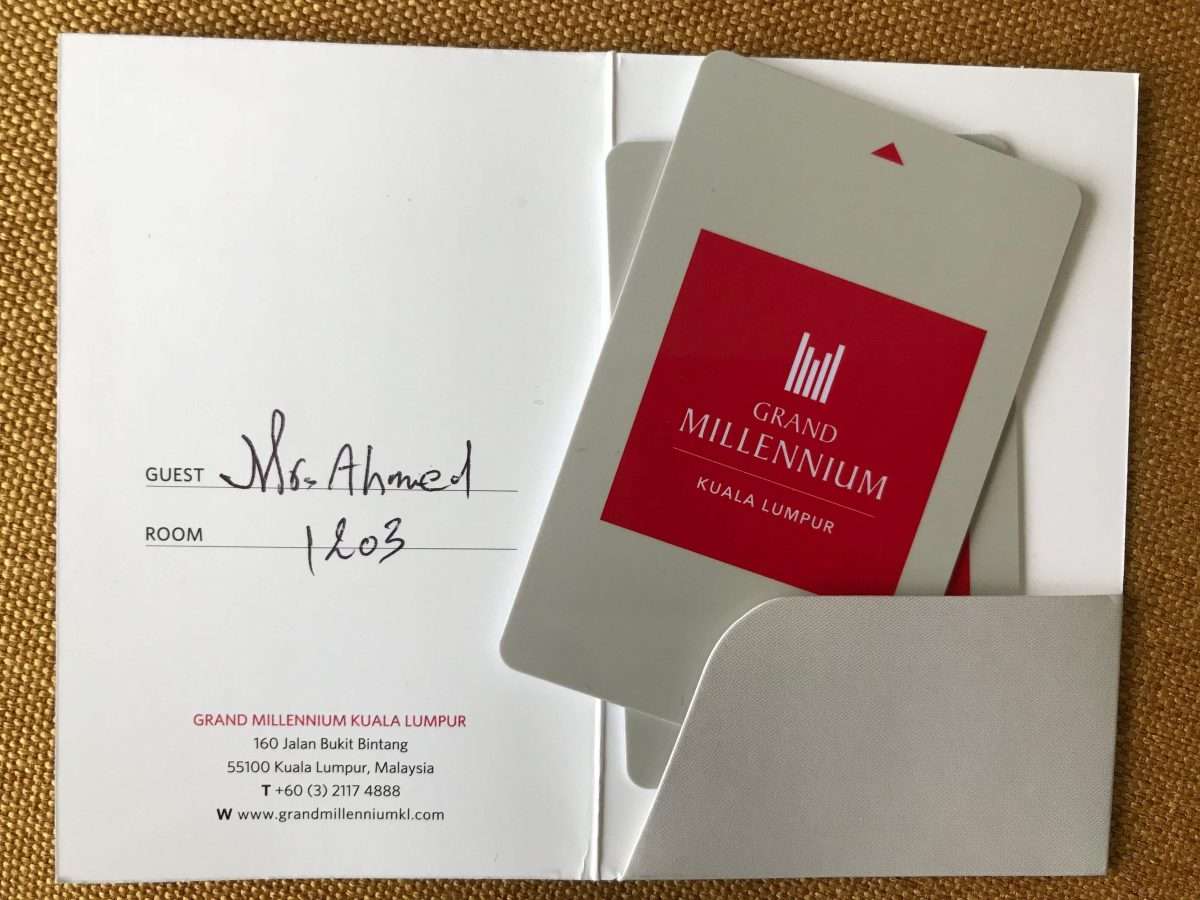 GUEST Mrs Ahmed
ROOM 1203
GRAND MILLENNIUM KUALA LUMPUR
160 Jalan Bukit Bintang
55100 Kuala Lumpur, Malaysia
T +60 (3) 2117 4888
W www.grandmillenniumkl.com
GRAND
MILLENNIUM
KUALA LUMPUR